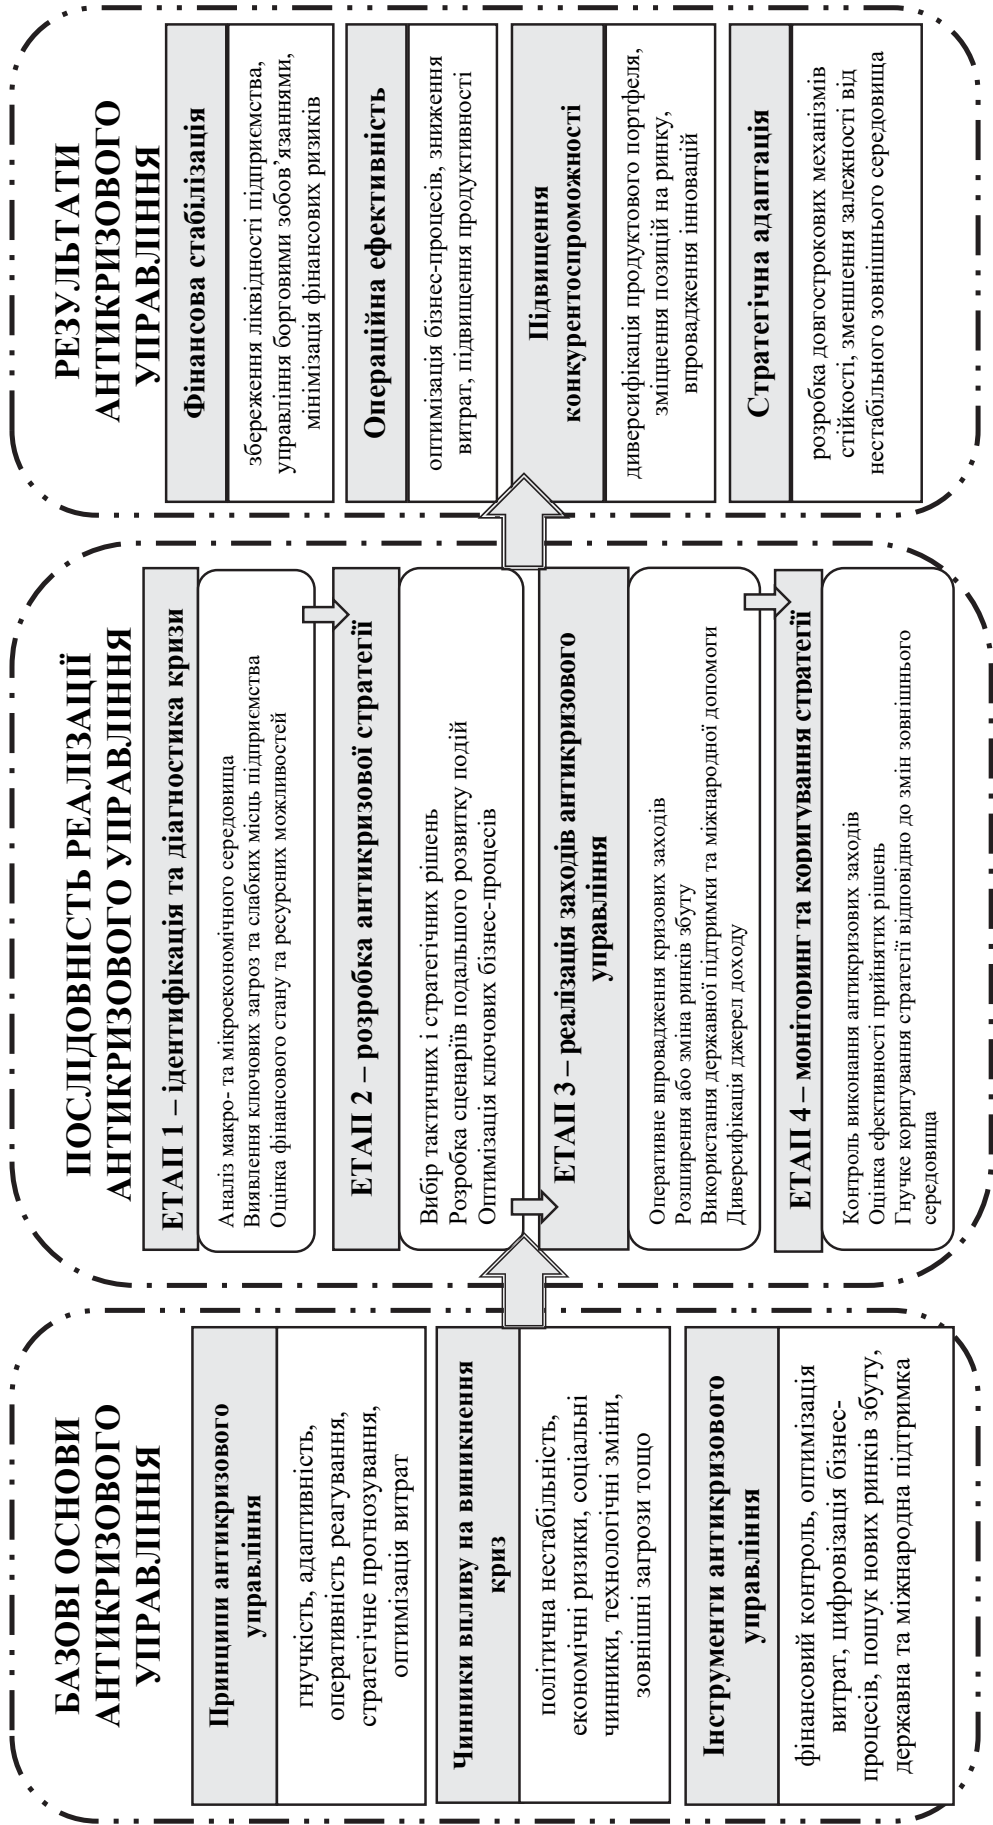 БАЗОВІ ОСНОВИ
АНТИКРИЗОВОГО
УПРАВЛІННЯ
Принципи антикризового
управління
гнучкість, адаптивність,
оперативність реагування,
стратегічне прогнозування,
оптимізація витрат
Чинники впливу на виникнення
криз
політична нестабільність,
економічні ризики, соціальні
чинники, технологічні зміни,
зовнішні загрози тощо
Інструменти антикризового
управління
фінансовий контроль, оптимізація
витрат, цифровізація бізнес-
процесів, пошук нових ринків збуту,
державна та міжнародна підтримка
ПОСЛІДОВНІСТЬ РЕАЛІЗАЦІЇ
АНТИКРИЗОВОГО УПРАВЛІННЯ
ЕТАП 1 – ідентифікація та діагностика кризи
Аналіз макро- та мікроекономічного середовища
Виявлення ключових загроз та слабких місць підприємства
Оцінка фінансового стану та ресурсних можливостей
ЕТАП 2 – розробка антикризової стратегії
Вибір тактичних і стратегічних рішень
Розробка сценаріїв подальшого розвитку подій
Оптимізація ключових бізнес-процесів
ЕТАП 3 – реалізація заходів антикризового
управління
Оперативне впровадження кризових заходів
Розширення або зміна ринків збуту
Використання державної підтримки та міжнародної допомоги
Диверсифікація джерел доходу
ЕТАП 4 – моніторинг та коригування стратегії
Контроль виконання антикризових заходів
Оцінка ефективності прийнятих рішень
Гнучке коригування стратегії відповідно до змін зовнішнього
середовища
РЕЗУЛЬТАТИ
АНТИКРИЗОВОГО
УПРАВЛІННЯ
Фінансова стабілізація
збереження ліквідності підприємства,
управління борговими зобов’язаннями,
мінімізація фінансових ризиків
Операційна ефективність
оптимізація бізнес-процесів, зниження
витрат, підвищення продуктивності
Підвищення
конкурентоспроможності
диверсифікація продуктового портфеля,
зміцнення позицій на ринку,
впровадження інновацій
Стратегічна адаптація
розробка довгострокових механізмів
стійкості, зменшення залежності від
нестабільного зовнішнього середовища